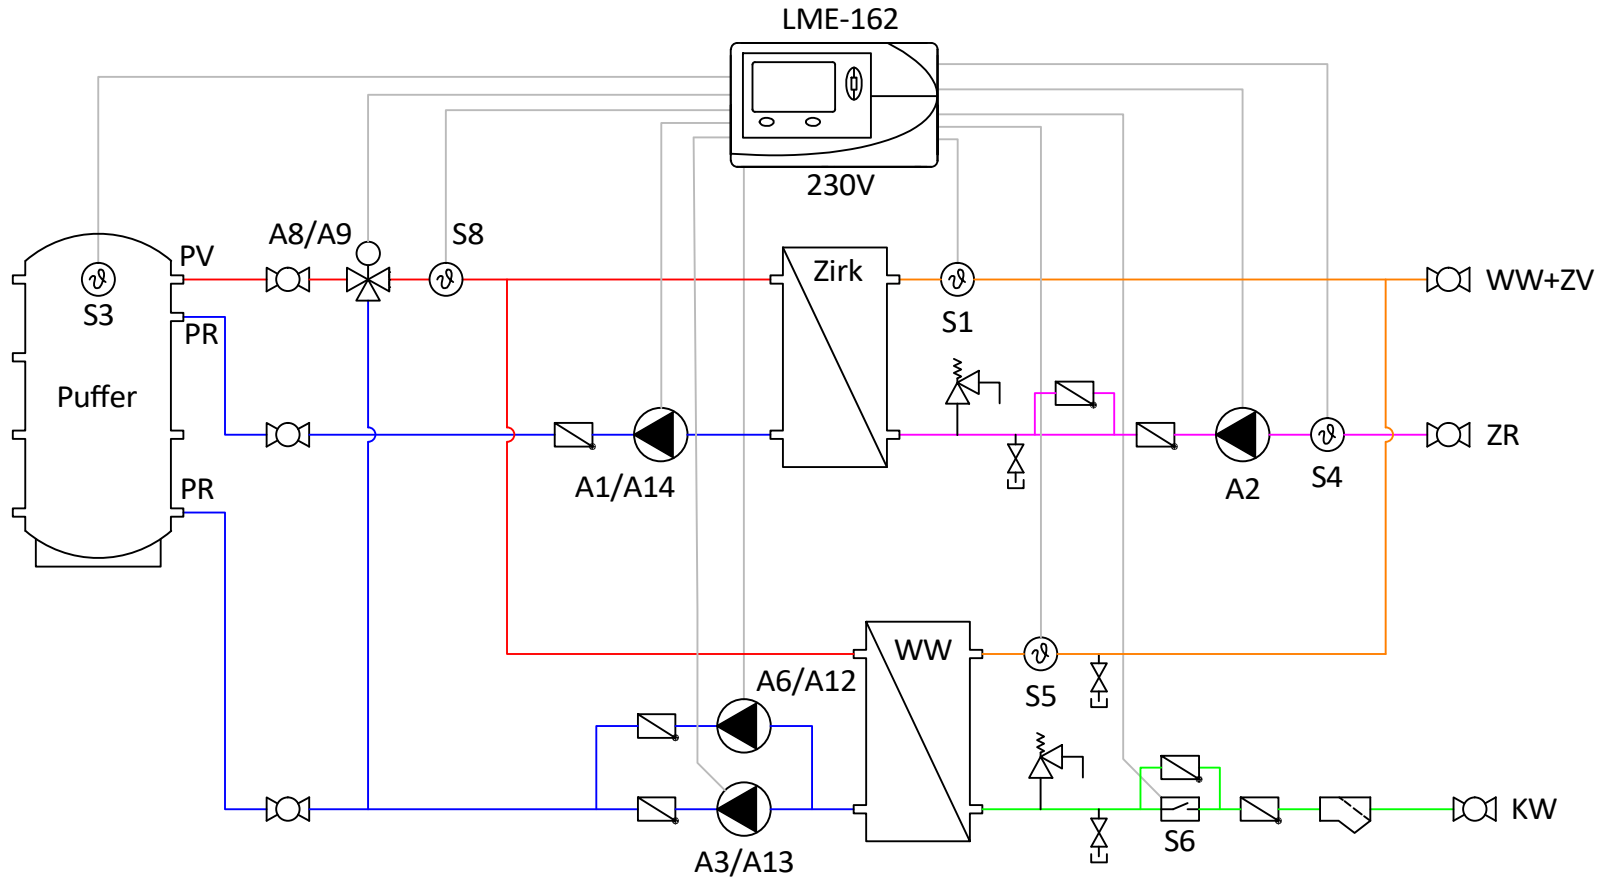 LME-162
230V
A8/A9
S8
PV
S3
PR
Puffer
Zirk
S1
WW+ZV
ZR
A1/A14
A2
S4
PR
WW
A6/A12
S5
KW
S6
A3/A13